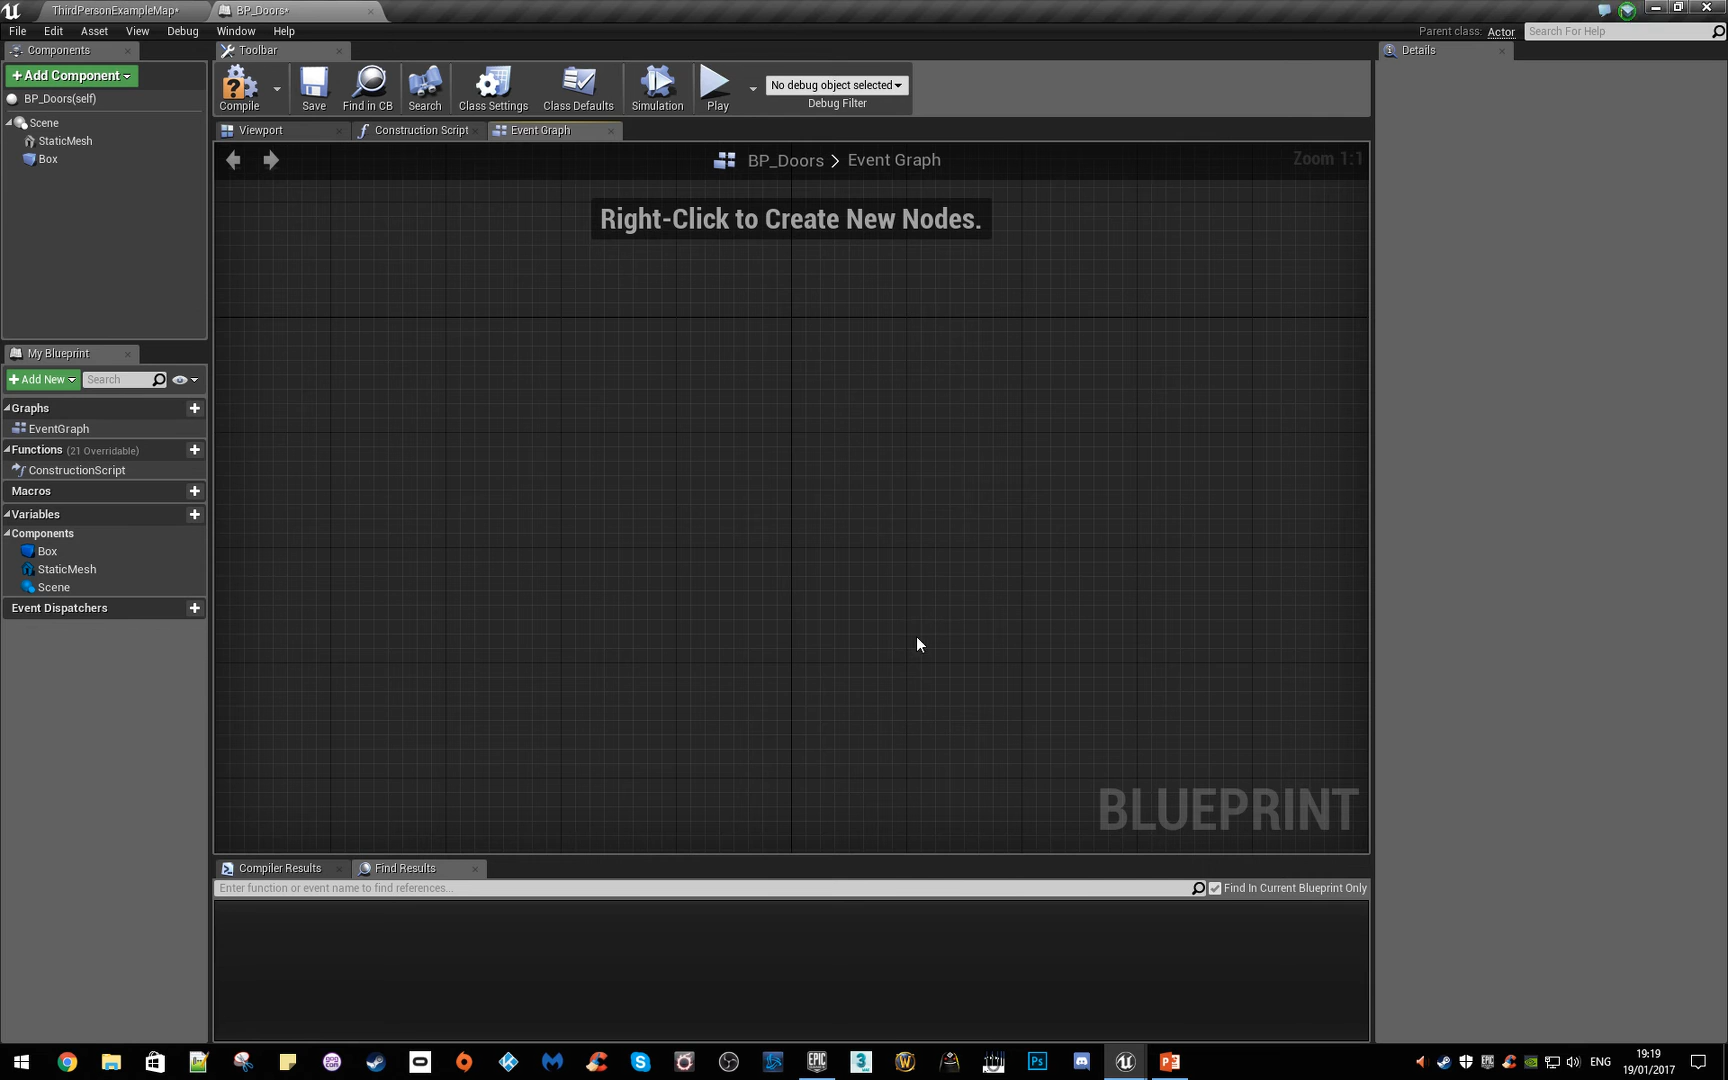 ThirdPersonExampleMap*
BP_Doors*
File Edit Asset View Debug Window Help
Parent class: Actor
Search For Help
Components
Toolbar
Details
+Add Component
BP_Doors(self)
Scene
StaticMesh
Box
Compile
Save
Find in CB
Search
Class Settings
Class Defaults
Simulation
Play
No debug object selected
Debug Filter
Viewport
Construction Script
Event Graph
BP_Doors > Event Graph
Zoom 1:1
Right-Click to Create New Nodes.
My Blueprint
+Add New
Search
Graphs
EventGraph
Functions (21 Overridable)
ConstructionScript
Macros
Variables
Components
Box
StaticMesh
Scene
Event Dispatchers
BLUEPRINT
Compiler Results
Find Results
Enter function or event name to find references...
Find In Current Blueprint Only
ENG
19:19
19/01/2017